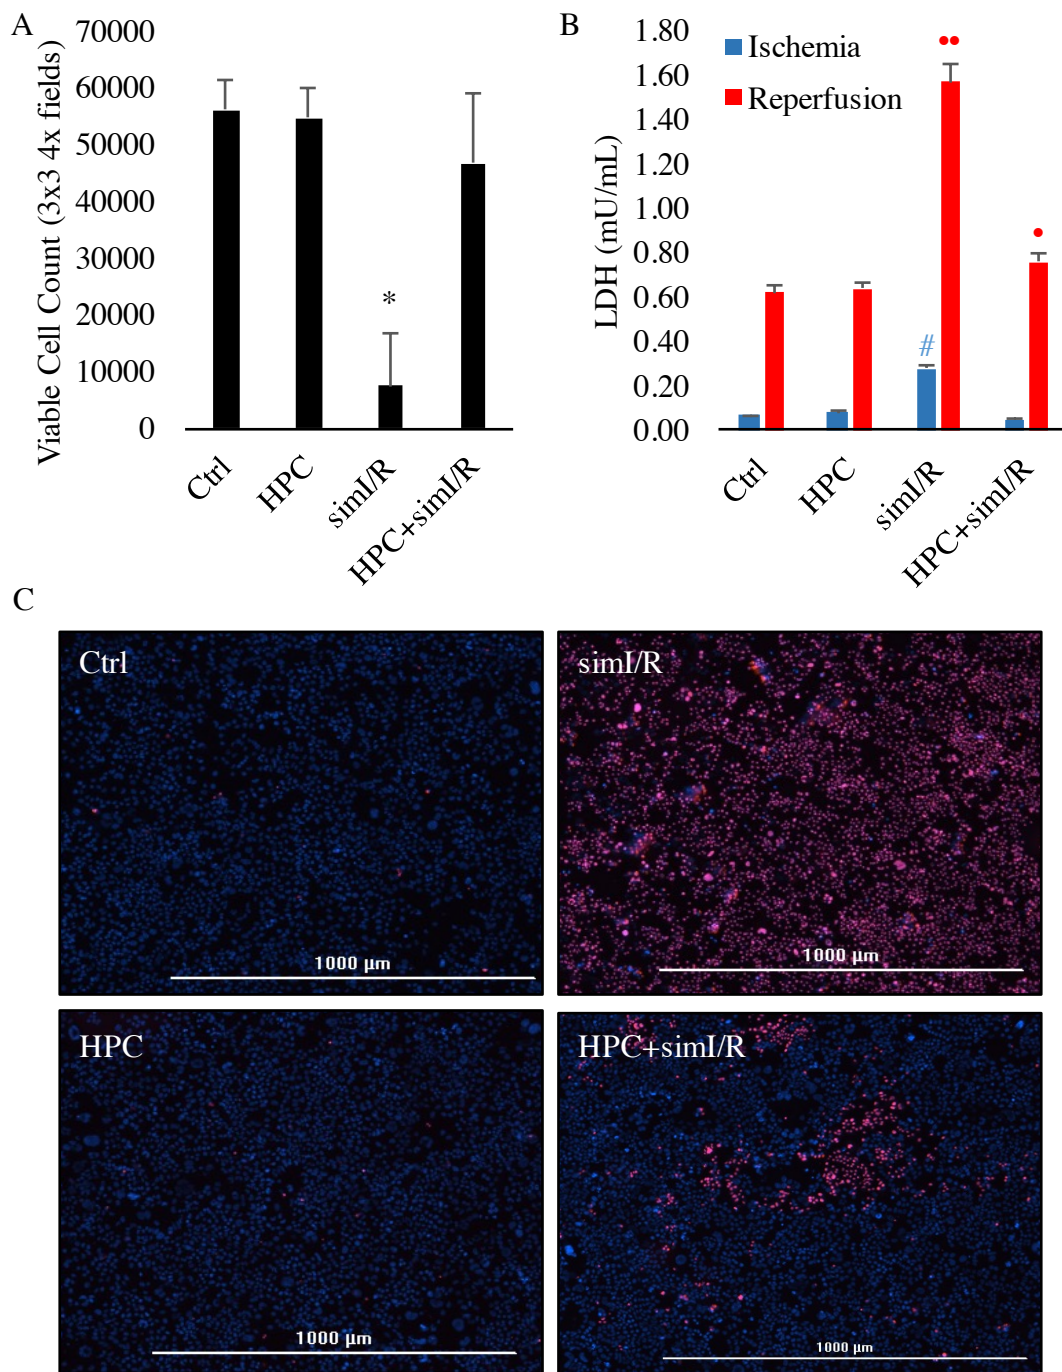 A
Viable Cell Count (3x3 4x fields)
70000
60000
50000
40000
30000
20000
10000
0
*
Ctrl
HPC
simI/R
HPC+simI/R
B
LDH (mU/mL)
1.80
1.60
1.40
1.20
1.00
0.80
0.60
0.40
0.20
0.00
Ischemia
Reperfusion
••
•
#
Ctrl
HPC
simI/R
HPC+simI/R
C
Ctrl
1000 µm
simI/R
1000 µm
HPC
1000 µm
HPC+simI/R
1000 µm